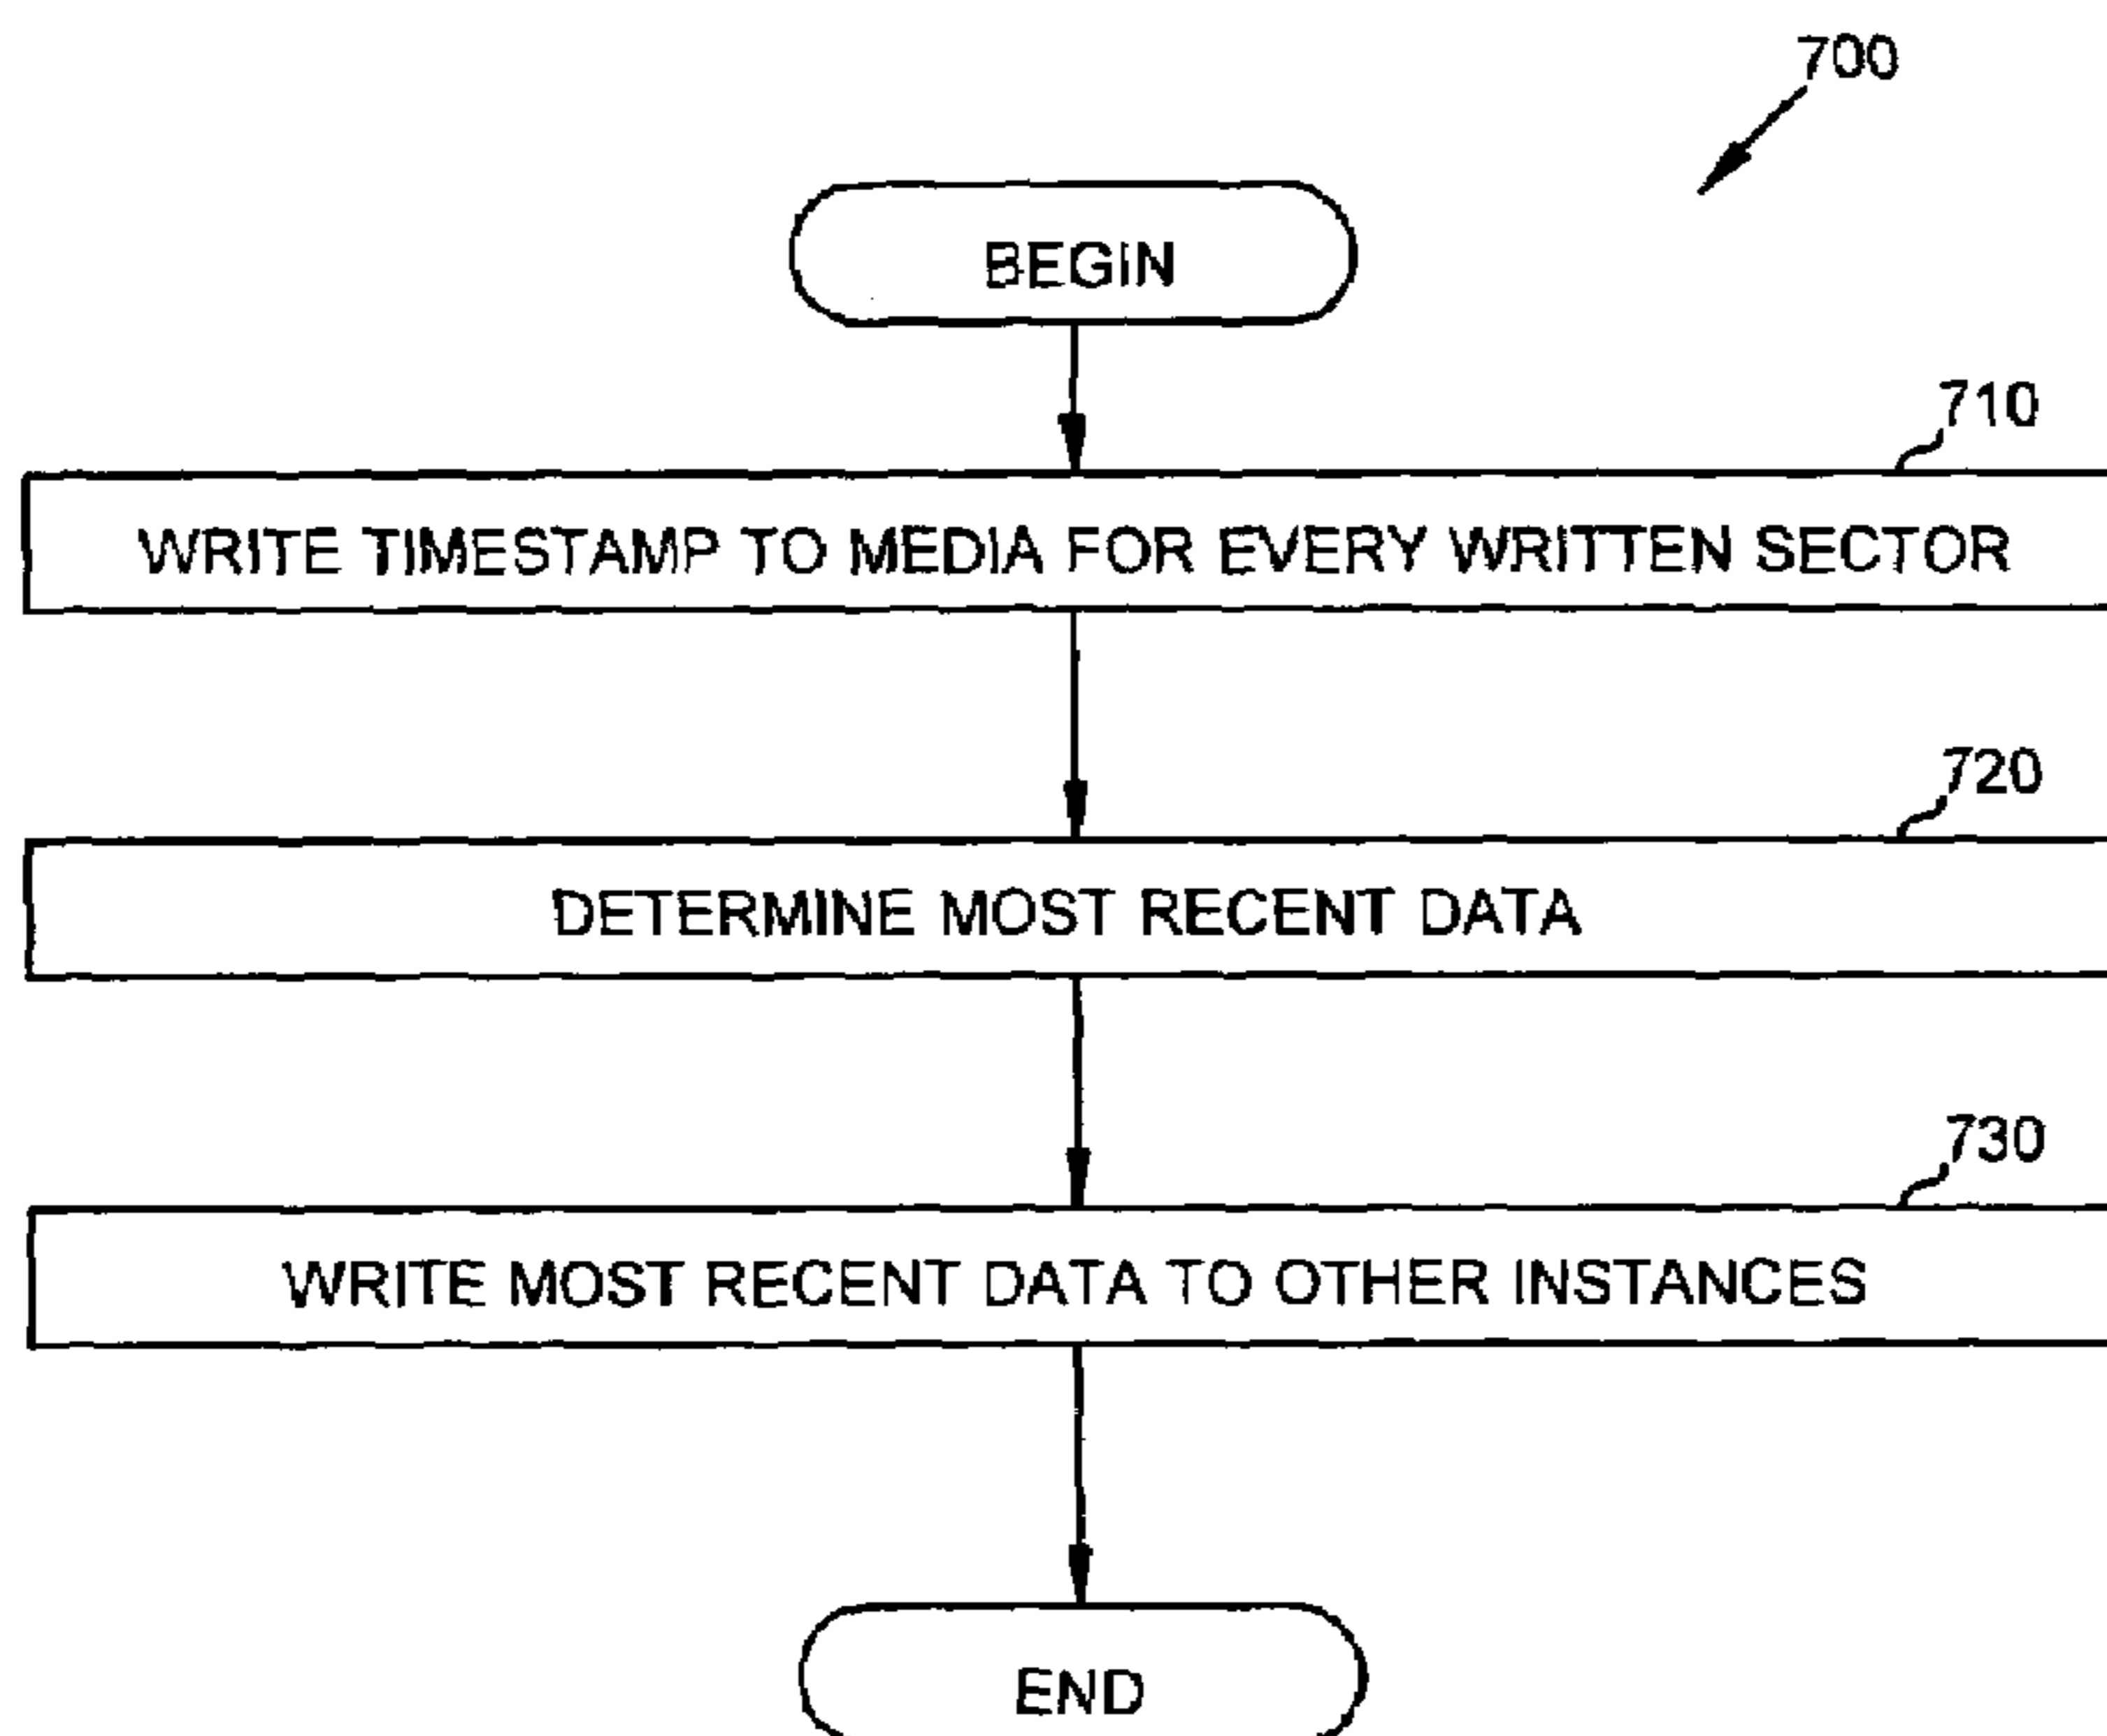 700
BEGIN
710
WRITE TIMESTAMP TO MEDIA FOR EVERY WRITTEN SECTOR
720
DETERMINE MOST RECENT DATA
730
WRITE MOST RECENT DATA TO OTHER INSTANCES
END